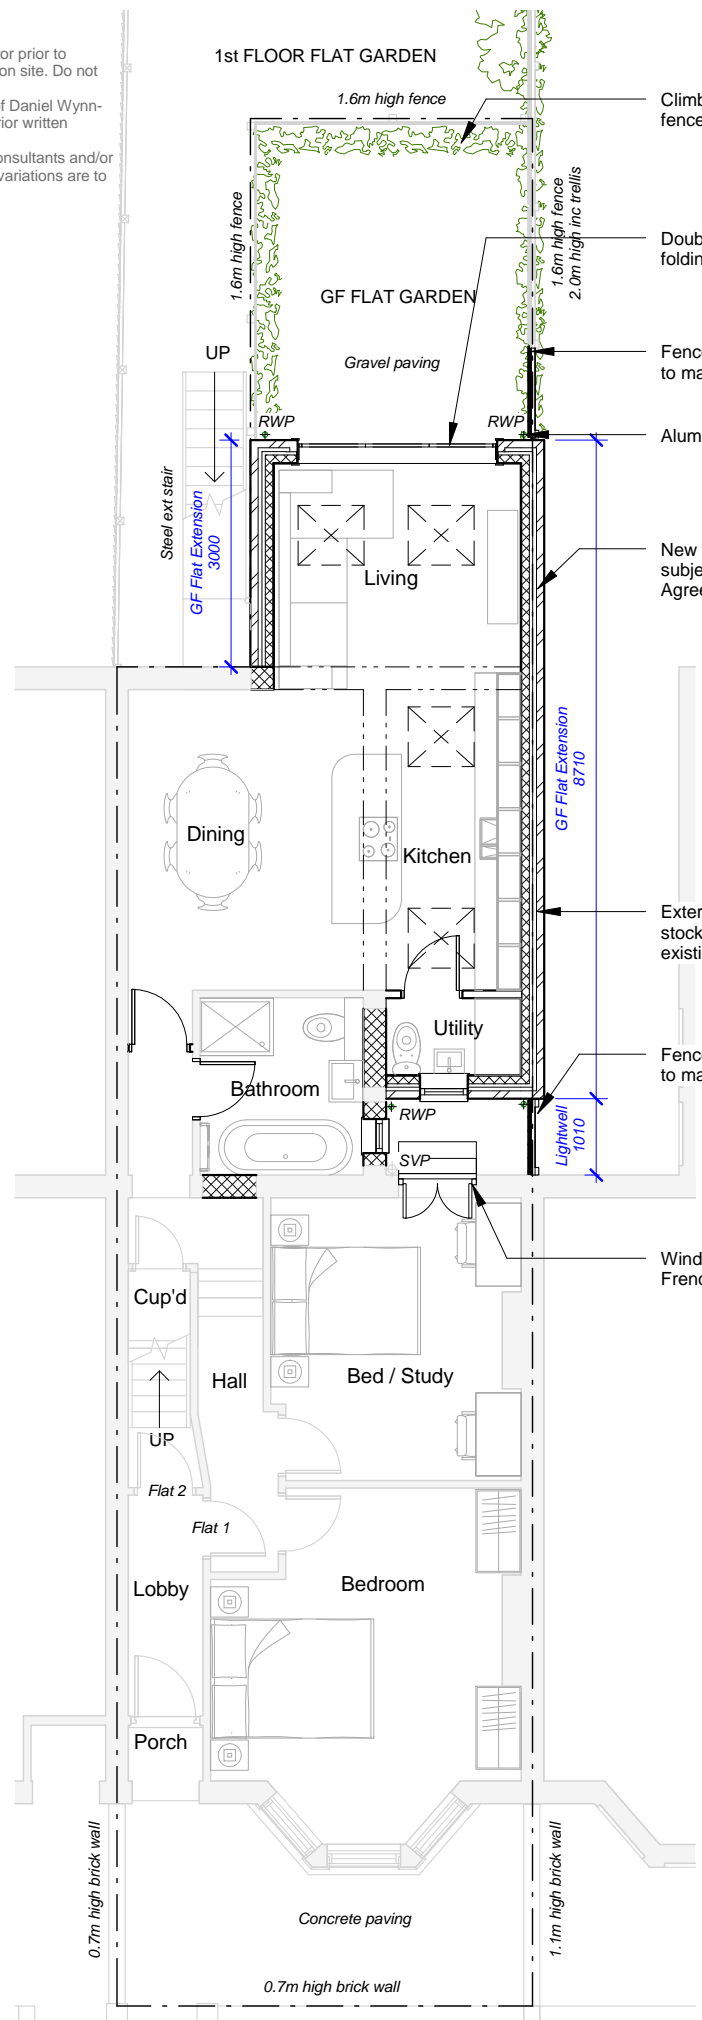 or prior to
on site. Do not
of Daniel Wynn-
rior written
onsultants and/or
variations are to
1st FLOOR FLAT GARDEN
1.6m high fence
Climb
fence
1.6m high fence
1.6m high fence
2.0m high inc trellis
Doub
folding
GF FLAT GARDEN
Gravel paving
UP
Fence
to ma
RWP
RWP
Alum
Steel ext stair
GF Flat Extension
3000
Living
New
subje
Agree
GF Flat Extension
8710
Dining
Kitchen
Exter
stock
existi
Utility
Bathroom
Fence
to ma
RWP
SVP
Lightwell
1010
Wind
Frenc
Cup'd
Hall
Bed / Study
UP
Flat 2
Flat 1
Lobby
Bedroom
Porch
0.7m high brick wall
1.1m high brick wall
Concrete paving
0.7m high brick wall